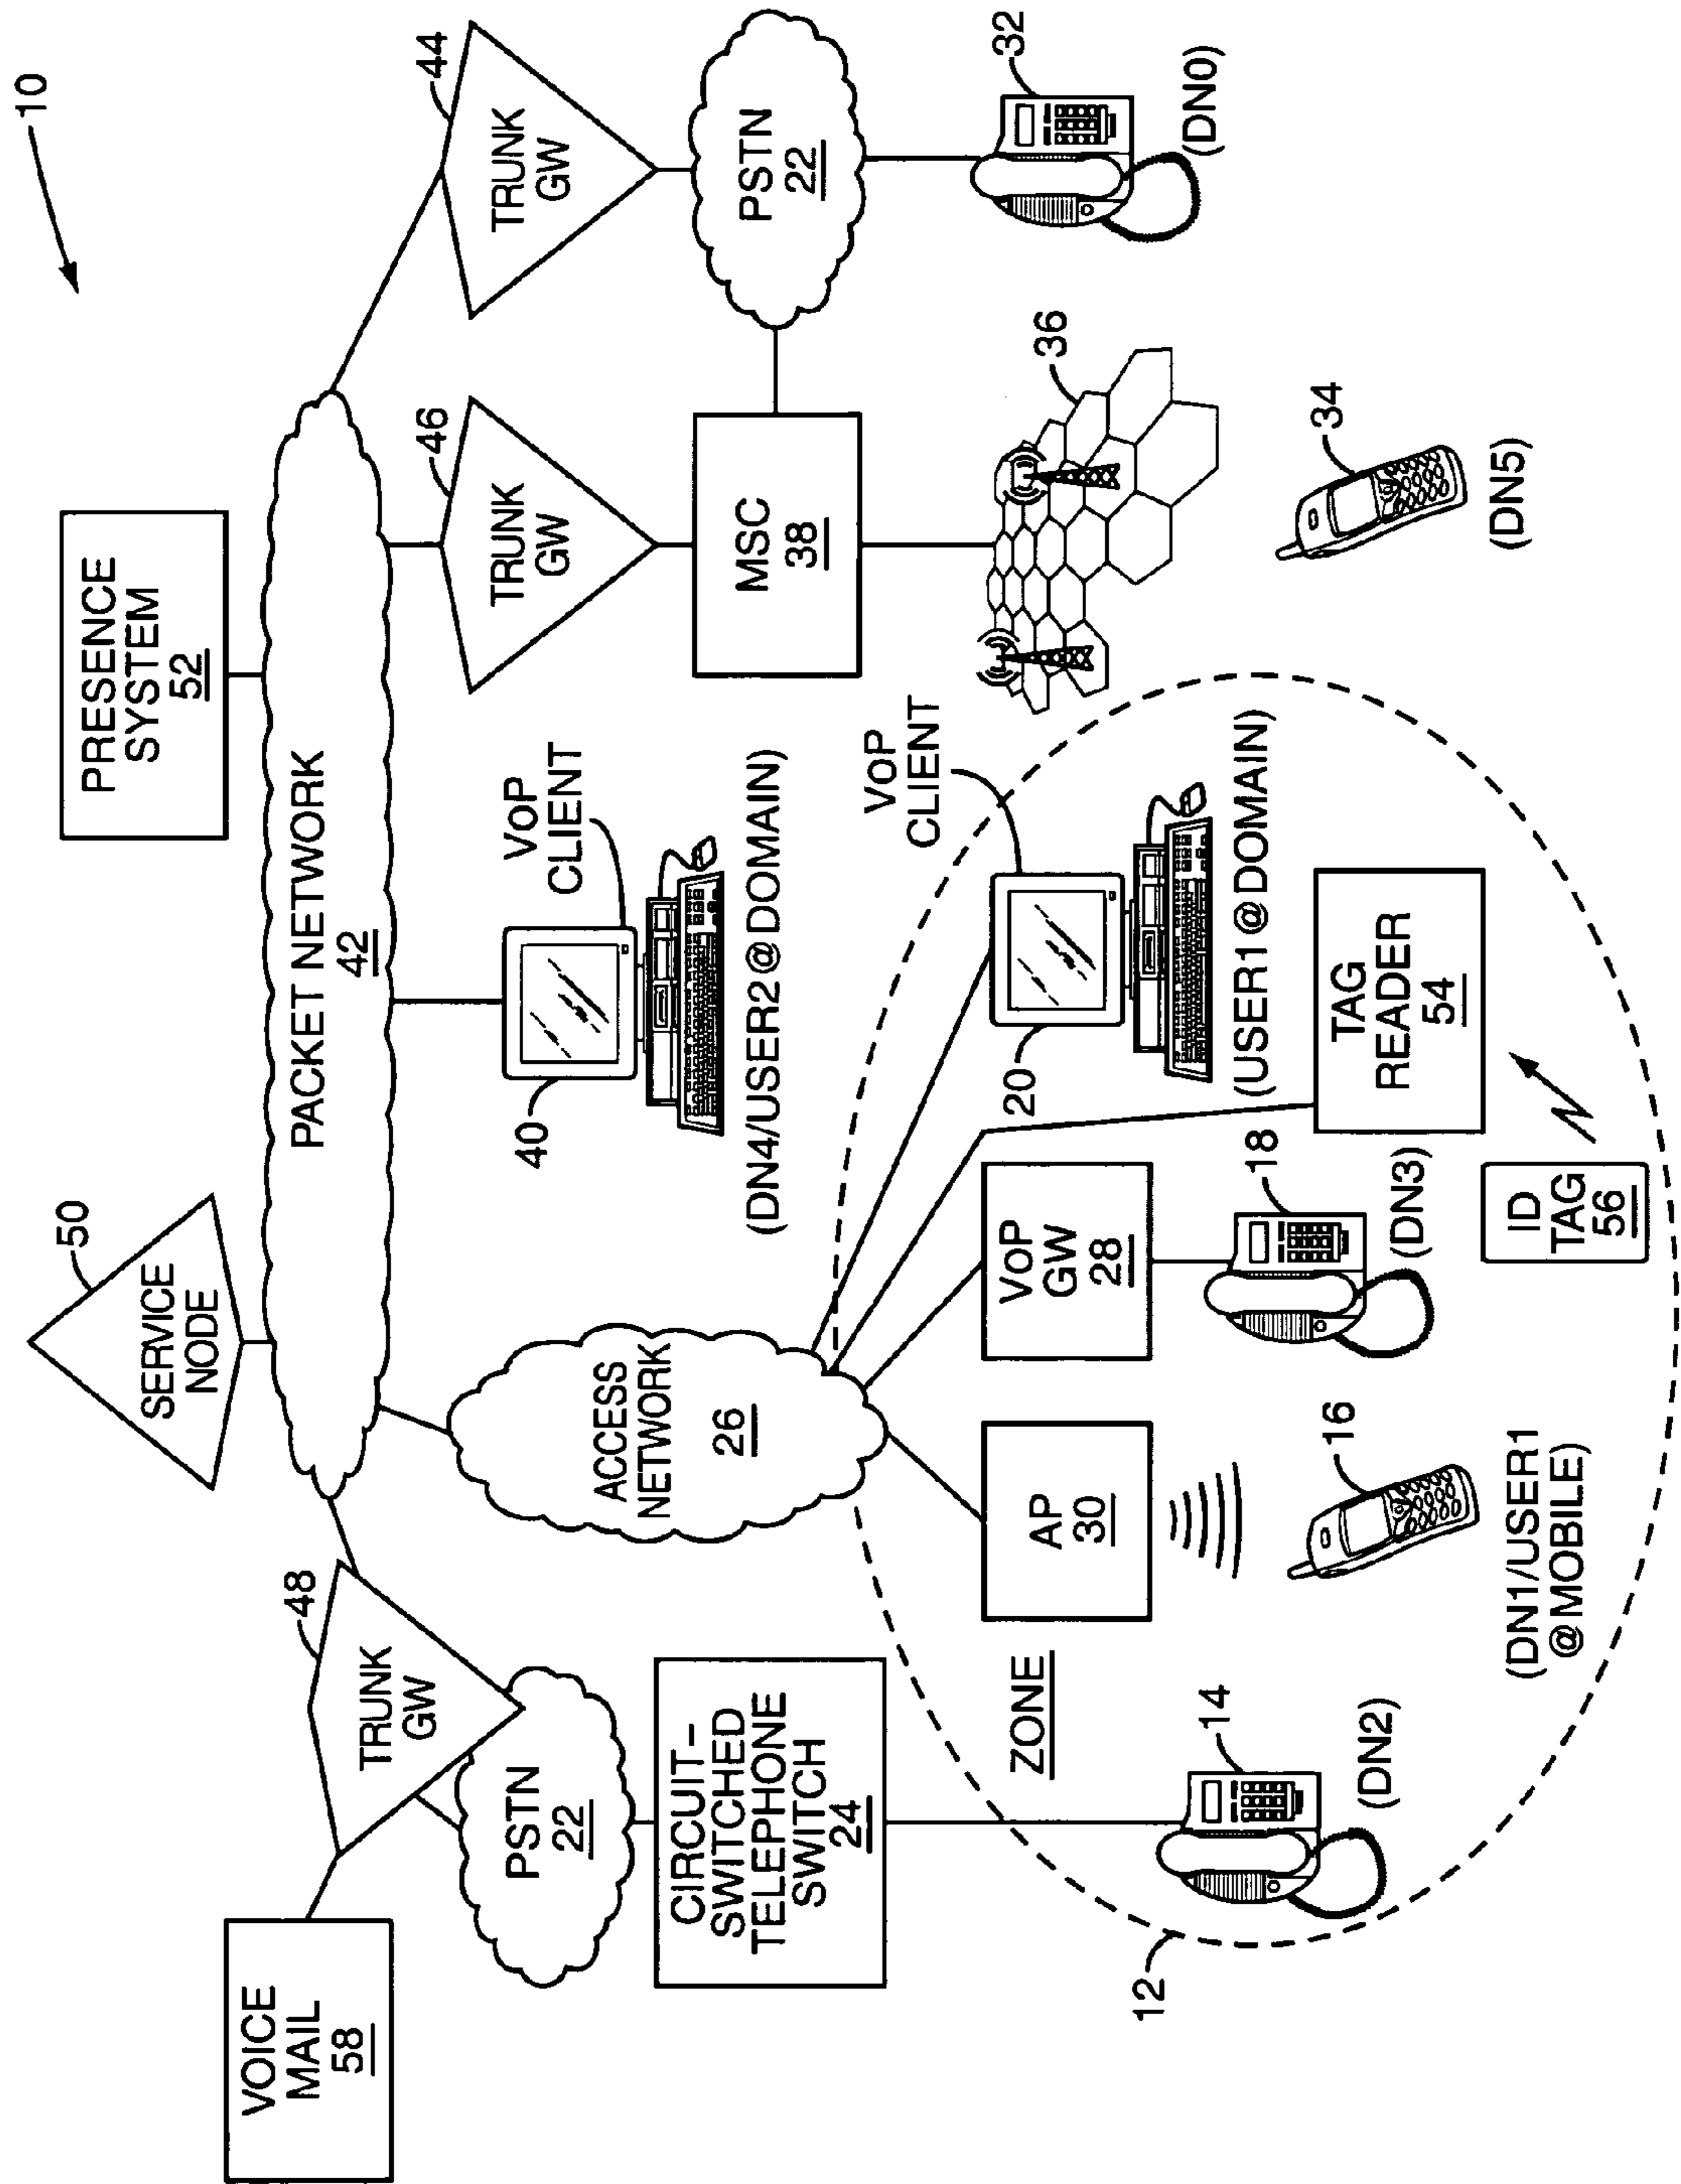 10
PRESENCE
SYSTEM
52
50
SERVICE
NODE
PACKET NETWORK
42
48
TRUNK
GW
VOICE
MAIL
58
46
TRUNK
GW
44
TRUNK
GW
PSTN
22
CIRCUIT–
SWITCHED
TELEPHONE
SWITCH
24
ACCESS
NETWORK
26
40
VoP
CLIENT
(DN4/USER2@DOMAIN)
MSC
38
PSTN
22
36
32
(DN0)
34
(DN5)
12
ZONE
14
(DN2)
AP
30
16
(DN1/USER1
@MOBILE)
VoP
GW
28
18
(DN3)
20
VoP
CLIENT
(USER1@DOMAIN)
TAG
READER
54
ID
TAG
56